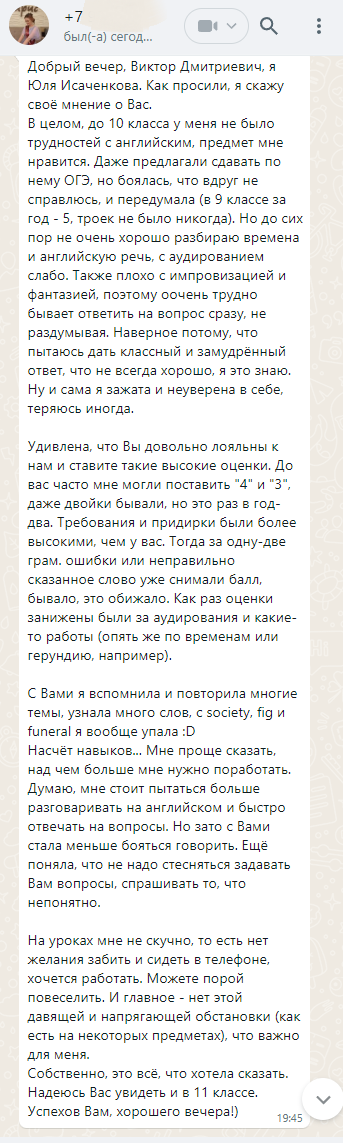 +7
был(-а) сегод...
Добрый вечер, Виктор Дмитриевич, я
Юля Исаченкова. Как просили, я скажу
своё мнение о Вас.
В целом, до 10 класса у меня не было
трудностей с английским, предмет мне
нравится. Даже предлагали сдавать по
нему ОГЭ, но боялась, что вдруг не
справлюсь, и передумала (в 9 классе за
год - 5, троек не было никогда). Но до сих
пор не очень хорошо разбираю времена
и английскую речь, с аудированием
слабо. Также плохо с импровизацией и
фантазией, поэтому оочень трудно
бывает ответить на вопрос сразу, не
раздумывая. Наверное потому, что
пытаюсь дать классный и замудрённый
ответ, что не всегда хорошо, я это знаю.
Ну и сама я зажата и неуверена в себе,
теряюсь иногда.
Удивлена, что Вы довольно лояльны к
нам и ставите такие высокие оценки. До
вас часто мне могли поставить "4" и "3",
даже двойки бывали, но это раз в год-
два. Требования и придирки были более
высокими, чем у вас. Тогда за одну-две
грам. ошибки или неправильно
сказанное слово уже снимали балл,
бывало, это обижало. Как раз оценки
занижены были за аудирования и какие-
то работы (опять же по временам или
герундию, например).
С Вами я вспомнила и повторила многие
темы, узнала много слов, с society, fig и
funeral я вообще упала :D
Насчёт навыков... Мне проще сказать,
над чем больше мне нужно поработать.
Думаю, мне стоит пытаться больше
разговаривать на английском и быстро
отвечать на вопросы. Но зато с Вами
стала меньше бояться говорить. Ещё
поняла, что не надо стесняться задавать
Вам вопросы, спрашивать то, что
непонятно.
На уроках мне не скучно, то есть нет
желания забить и сидеть в телефоне,
хочется работать. Можете порой
повеселить. И главное - нет этой
давящей и напрягающей обстановки (как
есть на некоторых предметах), что важно
для меня.
Собственно, это всё, что хотела сказать.
Надеюсь Вас увидеть и в 11 классе.
Успехов Вам, хорошего вечера!)
19:45